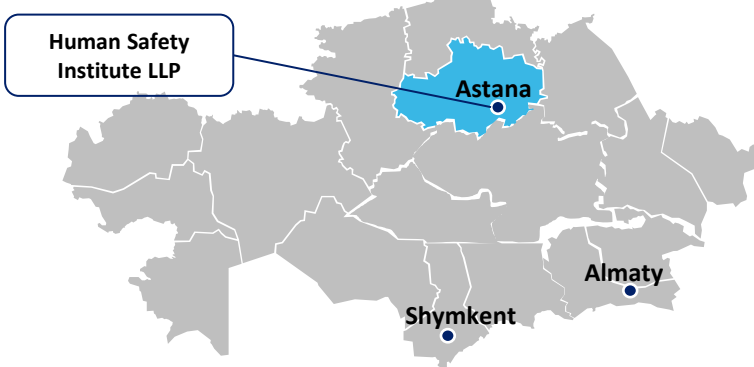 Human Safety
Institute LLP
Astana
Almaty
Shymkent